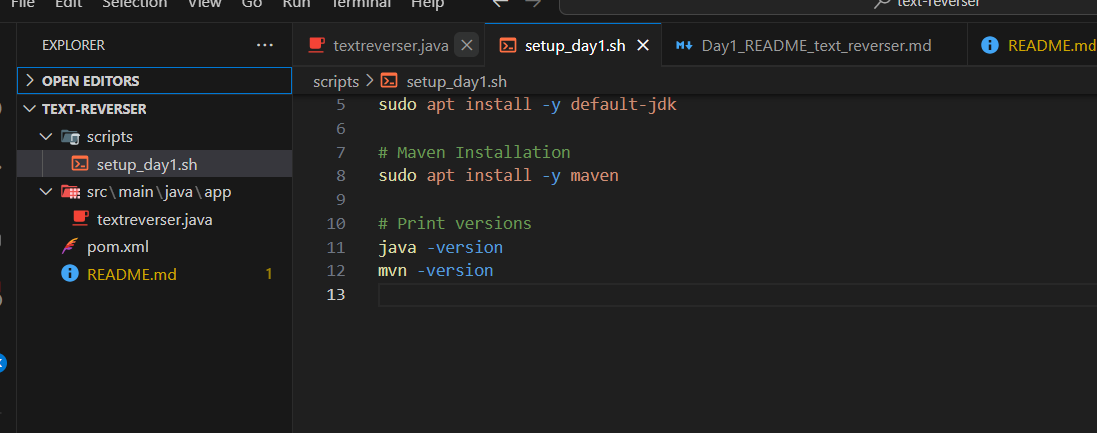 File Edit Selection View Go Run Terminal Help
text-reverser
EXPLORER
textreverser.java
setup_day1.sh
Day1_README_text_reverser.md
README.md
OPEN EDITORS
TEXT-REVERSER
scripts
setup_day1.sh
src\main\java\app
textreverser.java
pom.xml
README.md 1
scripts > setup_day1.sh
5 sudo apt install -y default-jdk
6
7 # Maven Installation
8 sudo apt install -y maven
9
10 # Print versions
11 java -version
12 mvn -version
13